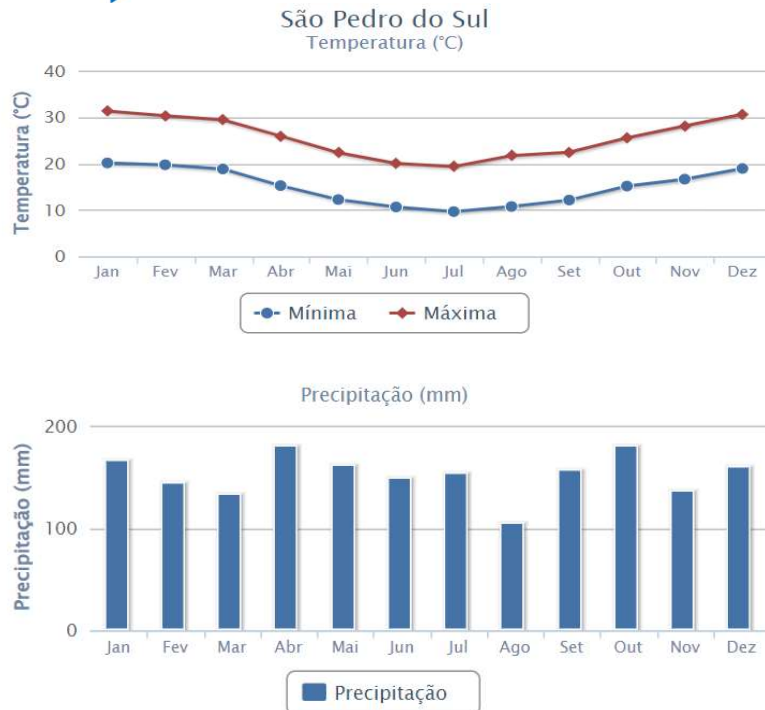 São Pedro do Sul
Temperatura (°C)
Temperatura (°C)
40
30
20
10
0
Jan Fev Mar Abr Mai Jun Jul Ago Set Out Nov Dez
Mínima Máxima
Precipitação (mm)
Precipitação (mm)
200
100
0
Jan Fev Mar Abr Mai Jun Jul Ago Set Out Nov Dez
Precipitação